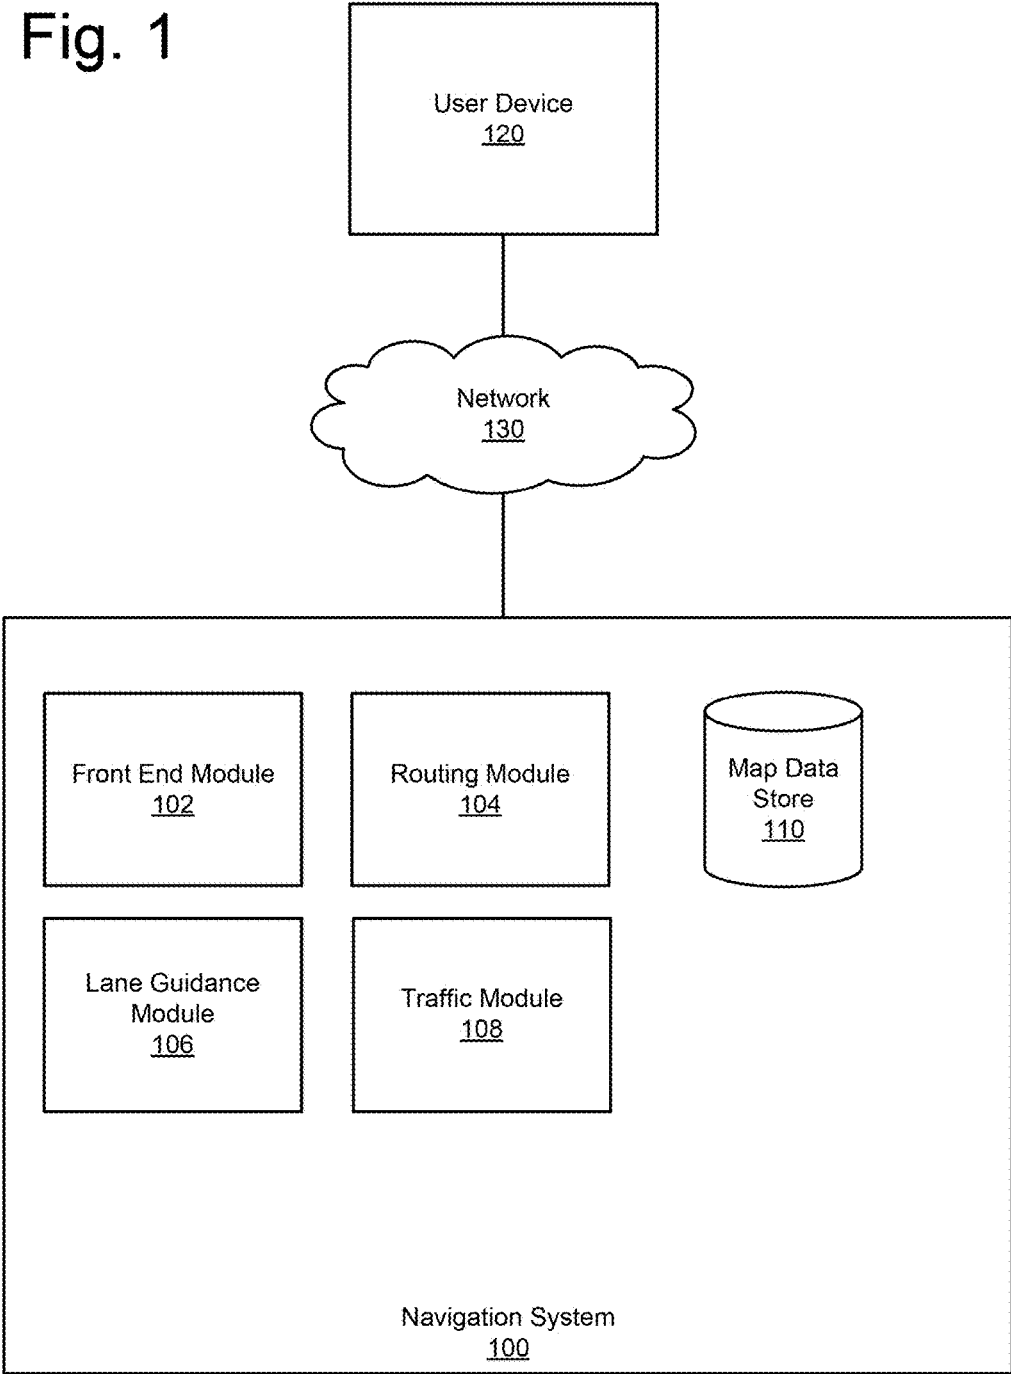 Fig. 1
User Device
120
Network
130
Front End Module
102
Routing Module
104
Map Data
Store
110
Lane Guidance
Module
106
Traffic Module
108
Navigation System
100